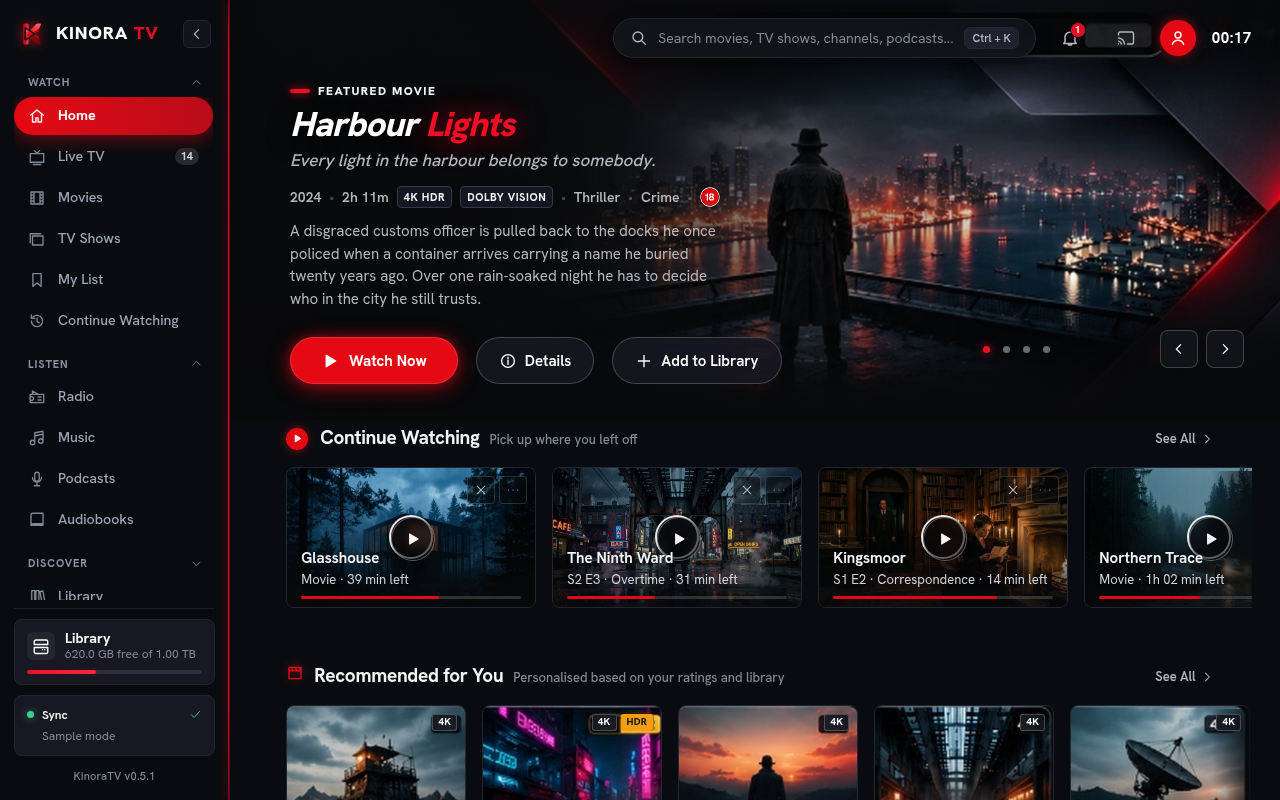 KINORA TV
WATCH
Home
Live TV
14
Movies
TV Shows
My List
Continue Watching
LISTEN
Radio
Music
Podcasts
Audiobooks
DISCOVER
Library
Library
620.0 GB free of 1.00 TB
Sync
Sample mode
KinoraTV v0.5.1
Search movies, TV shows, channels, podcasts…
Ctrl + K
1
00:17
FEATURED MOVIE
Harbour Lights
Every light in the harbour belongs to somebody.
2024 • 2h 11m 4K HDR DOLBY VISION • Thriller • Crime • 18
A disgraced customs officer is pulled back to the docks he once
policed when a container arrives carrying a name he buried
twenty years ago. Over one rain-soaked night he has to decide
who in the city he still trusts.
Watch Now
Details
Add to Library
Continue Watching
Pick up where you left off
See All
Glasshouse
Movie · 39 min left
CAFE
BAR
The Ninth Ward
S2 E3 · Overtime · 31 min left
Kingsmoor
S1 E2 · Correspondence · 14 min left
Northern Trace
Movie · 1h 02 min left
Recommended for You
Personalised based on your ratings and library
See All
4K
4K HDR
4K
4K
4K